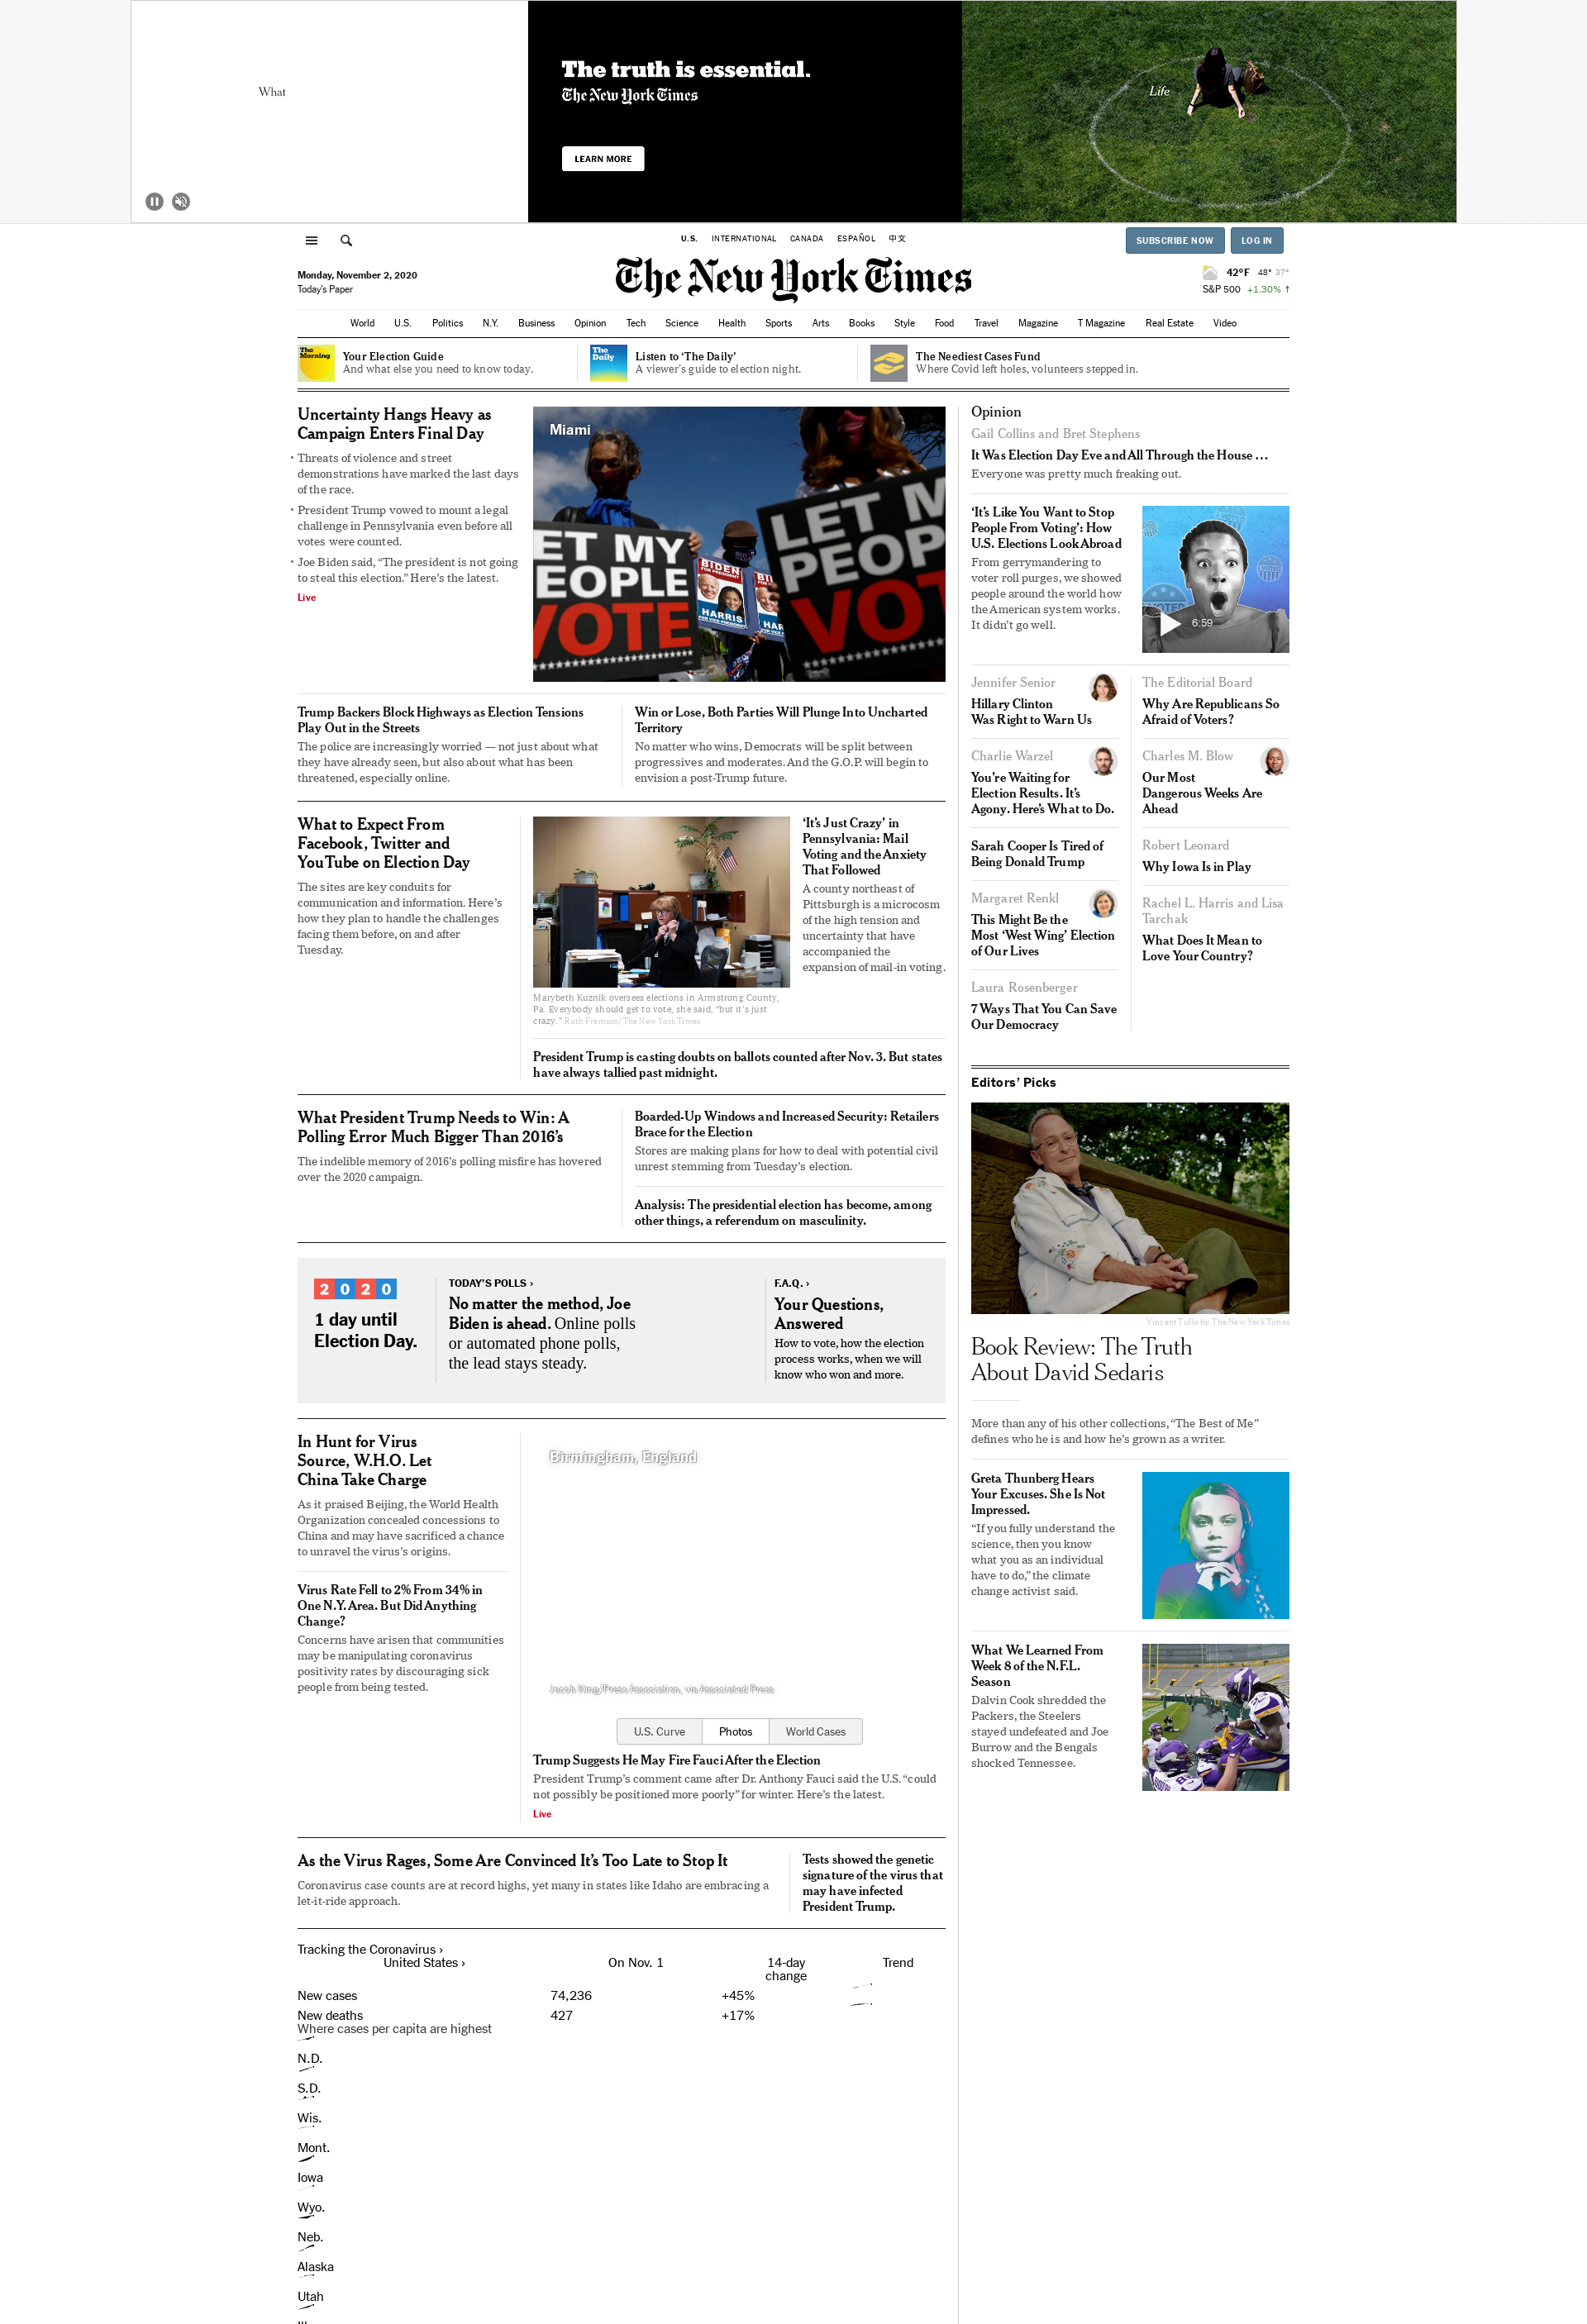 What
The truth is essential.
The New York Times
LEARN MORE
Life
U.S. INTERNATIONAL CANADA ESPAÑOL 中文
SUBSCRIBE NOW LOG IN
Monday, November 2, 2020
Today's Paper
The New York Times
42°F 48° 37°
S&P 500 +1.30% ↑
World U.S. Politics N.Y. Business Opinion Tech Science Health Sports Arts Books Style Food Travel Magazine T Magazine Real Estate Video
The Morning
Your Election Guide
And what else you need to know today.
The Daily
Listen to ‘The Daily’
A viewer's guide to election night.
The Neediest Cases Fund
Where Covid left holes, volunteers stepped in.
Uncertainty Hangs Heavy as
Campaign Enters Final Day
• Threats of violence and street
demonstrations have marked the last days
of the race.
• President Trump vowed to mount a legal
challenge in Pennsylvania even before all
votes were counted.
• Joe Biden said, “The president is not going
to steal this election.” Here’s the latest.
Live
Miami
LET MY
PEOPLE
VOTE
LET MY
PEOPLE
VOTE
BIDEN
HARRIS
Trump Backers Block Highways as Election Tensions
Play Out in the Streets
The police are increasingly worried — not just about what
they have already seen, but also about what has been
threatened, especially online.
Win or Lose, Both Parties Will Plunge Into Uncharted
Territory
No matter who wins, Democrats will be split between
progressives and moderates. And the G.O.P. will begin to
envision a post-Trump future.
What to Expect From
Facebook, Twitter and
YouTube on Election Day
The sites are key conduits for
communication and information. Here’s
how they plan to handle the challenges
facing them before, on and after
Tuesday.
Marybeth Kuznik oversees elections in Armstrong County,
Pa. Everybody should get to vote, she said, “but it’s just
crazy.” Ruth Fremson/The New York Times
‘It’s Just Crazy’ in
Pennsylvania: Mail
Voting and the Anxiety
That Followed
A county northeast of
Pittsburgh is a microcosm
of the high tension and
uncertainty that have
accompanied the
expansion of mail-in voting.
President Trump is casting doubts on ballots counted after Nov. 3. But states
have always tallied past midnight.
What President Trump Needs to Win: A
Polling Error Much Bigger Than 2016’s
The indelible memory of 2016’s polling misfire has hovered
over the 2020 campaign.
Boarded-Up Windows and Increased Security: Retailers
Brace for the Election
Stores are making plans for how to deal with potential civil
unrest stemming from Tuesday’s election.
Analysis: The presidential election has become, among
other things, a referendum on masculinity.
2020
1 day until
Election Day.
TODAY’S POLLS ›
No matter the method, Joe
Biden is ahead. Online polls
or automated phone polls,
the lead stays steady.
F.A.Q. ›
Your Questions,
Answered
How to vote, how the election
process works, when we will
know who won and more.
In Hunt for Virus
Source, W.H.O. Let
China Take Charge
As it praised Beijing, the World Health
Organization concealed concessions to
China and may have sacrificed a chance
to unravel the virus’s origins.
Virus Rate Fell to 2% From 34% in
One N.Y. Area. But Did Anything
Change?
Concerns have arisen that communities
may be manipulating coronavirus
positivity rates by discouraging sick
people from being tested.
Birmingham, England
Jacob King/Press Association, via Associated Press
U.S. Curve Photos World Cases
Trump Suggests He May Fire Fauci After the Election
President Trump’s comment came after Dr. Anthony Fauci said the U.S. “could
not possibly be positioned more poorly” for winter. Here’s the latest.
Live
As the Virus Rages, Some Are Convinced It’s Too Late to Stop It
Coronavirus case counts are at record highs, yet many in states like Idaho are embracing a
let-it-ride approach.
Tests showed the genetic
signature of the virus that
may have infected
President Trump.
Tracking the Coronavirus ›
United States › On Nov. 1 14-day change Trend
New cases 74,236 +45%
New deaths 427 +17%
Where cases per capita are highest
N.D.
S.D.
Wis.
Mont.
Iowa
Wyo.
Neb.
Alaska
Utah
Opinion
Gail Collins and Bret Stephens
It Was Election Day Eve and All Through the House …
Everyone was pretty much freaking out.
‘It’s Like You Want to Stop
People From Voting’: How
U.S. Elections Look Abroad
From gerrymandering to
voter roll purges, we showed
people around the world how
the American system works.
It didn’t go well.
VOTE
VOTED
6:59
Jennifer Senior
Hillary Clinton
Was Right to Warn Us
Charlie Warzel
You’re Waiting for
Election Results. It’s
Agony. Here’s What to Do.
Sarah Cooper Is Tired of
Being Donald Trump
Margaret Renkl
This Might Be the
Most ‘West Wing’ Election
of Our Lives
Laura Rosenberger
7 Ways That You Can Save
Our Democracy
The Editorial Board
Why Are Republicans So
Afraid of Voters?
Charles M. Blow
Our Most
Dangerous Weeks Are
Ahead
Robert Leonard
Why Iowa Is in Play
Rachel L. Harris and Lisa
Tarchak
What Does It Mean to
Love Your Country?
Editors’ Picks
Vincent Tullo for The New York Times
Book Review: The Truth
About David Sedaris
More than any of his other collections, “The Best of Me”
defines who he is and how he’s grown as a writer.
Greta Thunberg Hears
Your Excuses. She Is Not
Impressed.
“If you fully understand the
science, then you know
what you as an individual
have to do,” the climate
change activist said.
What We Learned From
Week 8 of the N.F.L.
Season
Dalvin Cook shredded the
Packers, the Steelers
stayed undefeated and Joe
Burrow and the Bengals
shocked Tennessee.